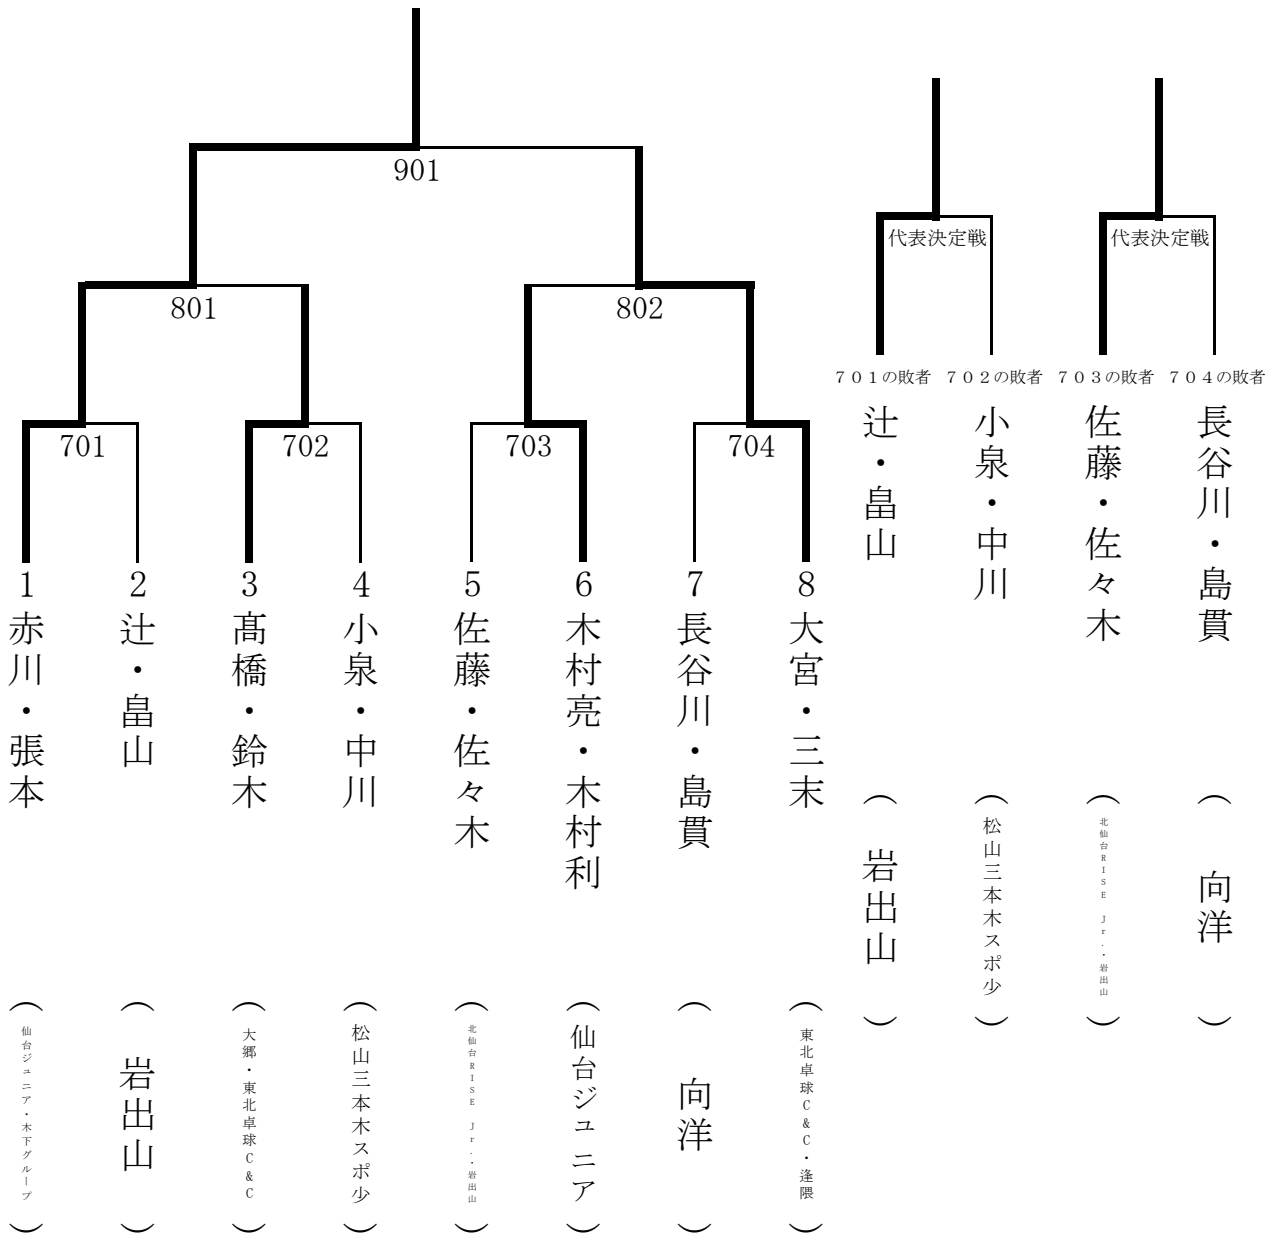 901
801
802
701
702
703
704
1 赤川・張本
（仙台ジュニア・木下グループ）
2 辻・畠山
（岩出山）
3 髙橋・鈴木
（大郷・東北卓球C&C）
4 小泉・中川
（松山三本木スポ少）
5 佐藤・佐々木
（北仙台RISE Jr.・岩出山）
6 木村亮・木村利
（仙台ジュニア）
7 長谷川・島貫
（向洋）
8 大宮・三末
（東北卓球C&C・逢隈）
代表決定戦
７０１の敗者
辻・畠山
（岩出山）
７０２の敗者
小泉・中川
（松山三本木スポ少）
代表決定戦
７０３の敗者
佐藤・佐々木
（北仙台RISE Jr.・岩出山）
７０４の敗者
長谷川・島貫
（向洋）